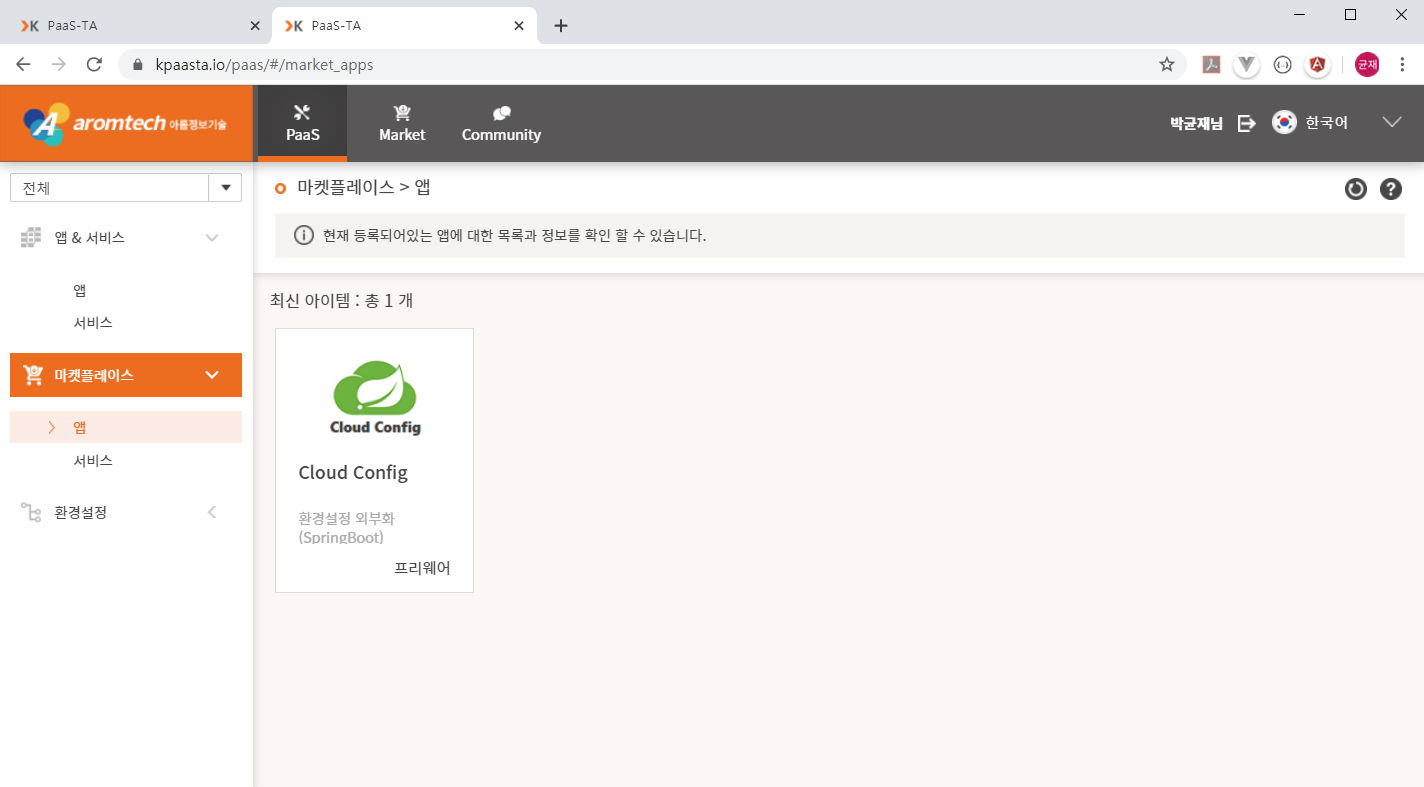 PaaS-TA
PaaS-TA
kpaasta.io/paas/#/market_apps
균재
aromtech 아롬정보기술
PaaS
Market
Community
박균재님
한국어
전체
앱 & 서비스
앱
서비스
마켓플레이스
앱
서비스
환경설정
마켓플레이스 > 앱
현재 등록되어있는 앱에 대한 목록과 정보를 확인 할 수 있습니다.
최신 아이템 : 총 1 개
Cloud Config
Cloud Config
환경설정 외부화
(SpringBoot)
프리웨어